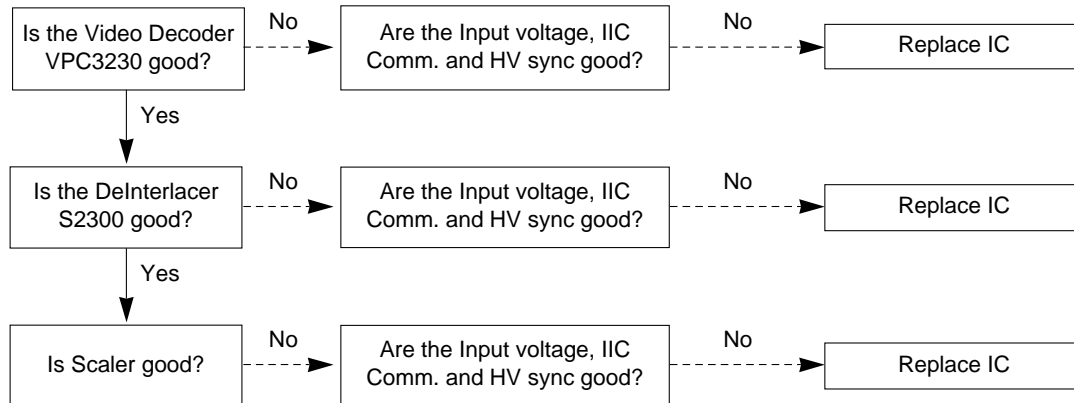 Is the Video Decoder
VPC3230 good?
No
Are the Input voltage, IIC
Comm. and HV sync good?
No
Replace IC
Yes
Is the DeInterlacer
S2300 good?
No
Are the Input voltage, IIC
Comm. and HV sync good?
No
Replace IC
Yes
Is Scaler good?
No
Are the Input voltage, IIC
Comm. and HV sync good?
No
Replace IC